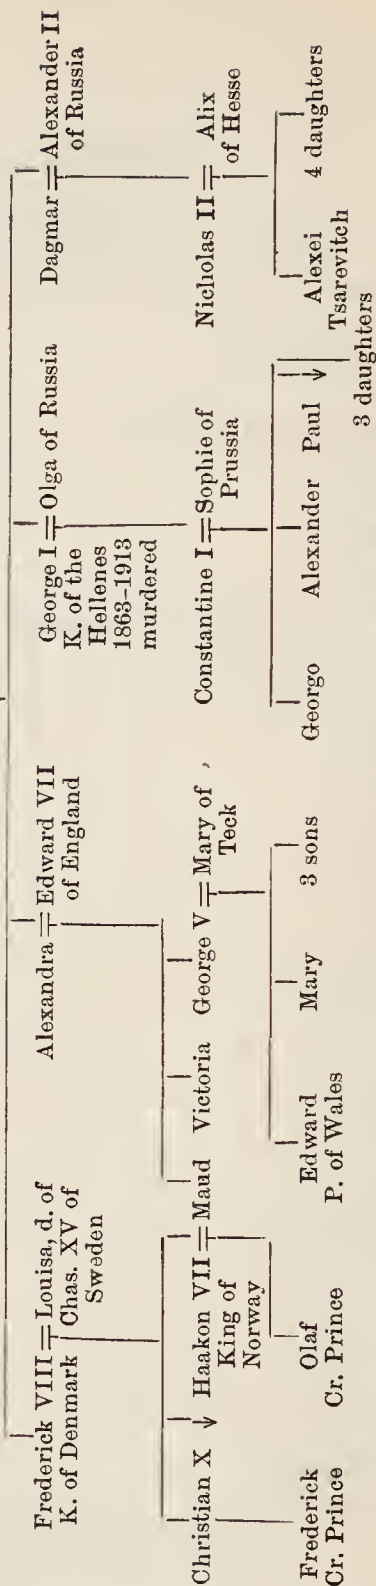 Frederick VIII = Louisa, d. of
K. of Denmark Chas. XV of
Sweden
Alexandra = Edward VII
of England
George I = Olga of Russia
K. of the
Hellenes
1863–1913
murdered
Dagmar = Alexander II
of Russia
Christian X
Haakon VII = Maud
King of
Norway
Victoria
George V = Mary of
Teck
Constantine I = Sophie of
Prussia
Nicholas II = Alix
of Hesse
Frederick
Cr. Prince
Olaf
Cr. Prince
Edward
P. of Wales
Mary
3 sons
Georgo
Alexander
Paul
3 daughters
Alexei
Tsarevitch
4 daughters